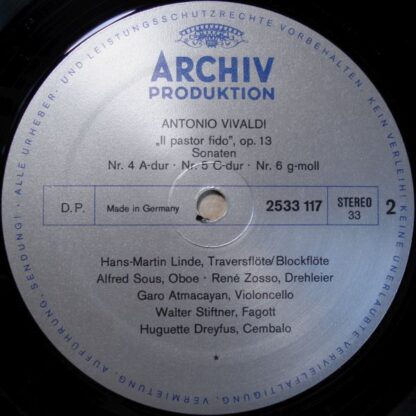 ALLE URHEBER- UND LEISTUNGSSCHUTZRECHTE VORBEHALTEN · KEIN VERLEIH! KEINE UNERLAUBTE VERVIELFÄLTIGUNG, VERMIETUNG, AUFFÜHRUNG, SENDUNG!
ARCHIV
PRODUKTION
ANTONIO VIVALDI
„Il pastor fido", op. 13
Sonaten
Nr. 4 A-dur · Nr. 5 C-dur · Nr. 6 g-moll
D.P. Made in Germany 2533 117 STEREO 33 2
Hans-Martin Linde, Traversflöte/Blockflöte
Alfred Sous, Oboe · René Zosso, Drehleier
Garo Atmacayan, Violoncello
Walter Stiftner, Fagott
Huguette Dreyfus, Cembalo
*